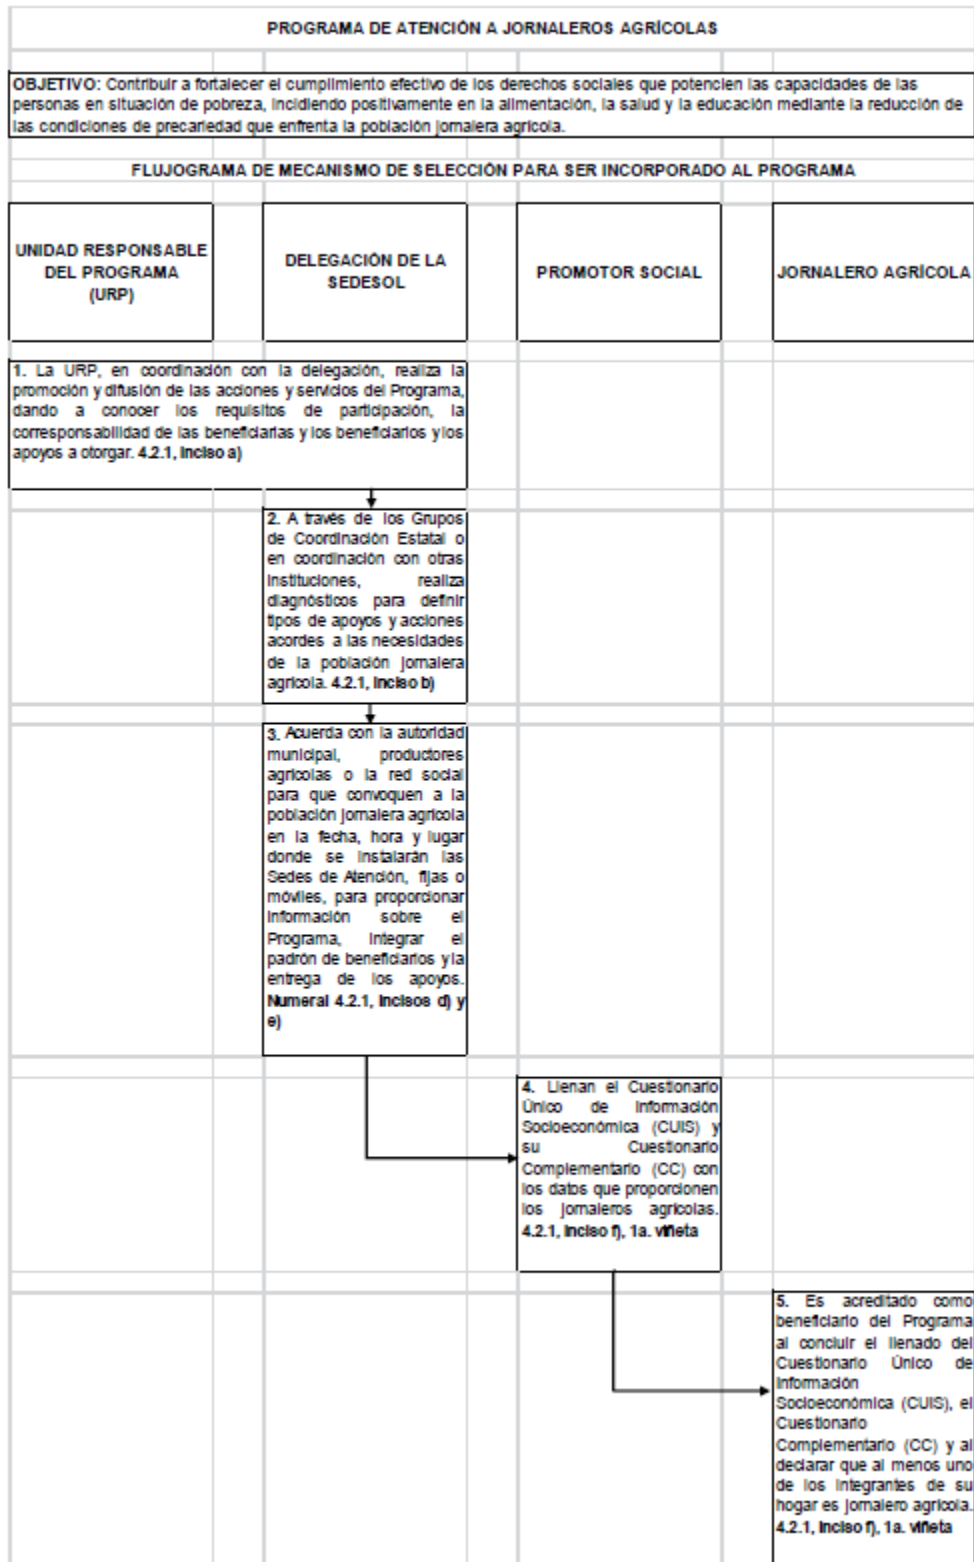 PROGRAMA DE ATENCIÓN A JORNALEROS AGRÍCOLAS
OBJETIVO: Contribuir a fortalecer el cumplimiento efectivo de los derechos sociales que potencien las capacidades de las
personas en situación de pobreza, incidiendo positivamente en la alimentación, la salud y la educación mediante la reducción de
las condiciones de precariedad que enfrenta la población jornalera agrícola.
FLUJOGRAMA DE MECANISMO DE SELECCIÓN PARA SER INCORPORADO AL PROGRAMA
UNIDAD RESPONSABLE
DEL PROGRAMA
(URP)
DELEGACIÓN DE LA
SEDESOL
PROMOTOR SOCIAL
JORNALERO AGRÍCOLA
1. La URP, en coordinación con la delegación, realiza la
promoción y difusión de las acciones y servicios del Programa,
dando a conocer los requisitos de participación, la
corresponsabilidad de las beneficiarias y los beneficiarios y los
apoyos a otorgar. 4.2.1, inciso a)
2. A través de los Grupos
de Coordinación Estatal o
en coordinación con otras
instituciones, realiza
diagnósticos para definir
tipos de apoyos y acciones
acordes a las necesidades
de la población jornalera
agrícola. 4.2.1, inciso b)
3. Acuerda con la autoridad
municipal, productores
agrícolas o la red social
para que convoquen a la
población jornalera agrícola
en la fecha, hora y lugar
donde se instalarán las
Sedes de Atención, fijas o
móviles, para proporcionar
información sobre el
Programa, integrar el
padrón de beneficiarios y la
entrega de los apoyos.
Numeral 4.2.1, incisos d) y
e)
4. Llenan el Cuestionario
Único de Información
Socioeconómica (CUIS) y
su Cuestionario
Complementario (CC) con
los datos que proporcionen
los jornaleros agrícolas.
4.2.1, inciso f), 1a. viñeta
5. Es acreditado como
beneficiario del Programa
al concluir el llenado del
Cuestionario Único de
Información
Socioeconómica (CUIS), el
Cuestionario
Complementario (CC) y al
declarar que al menos uno
de los integrantes de su
hogar es jornalero agrícola.
4.2.1, inciso f), 1a. viñeta